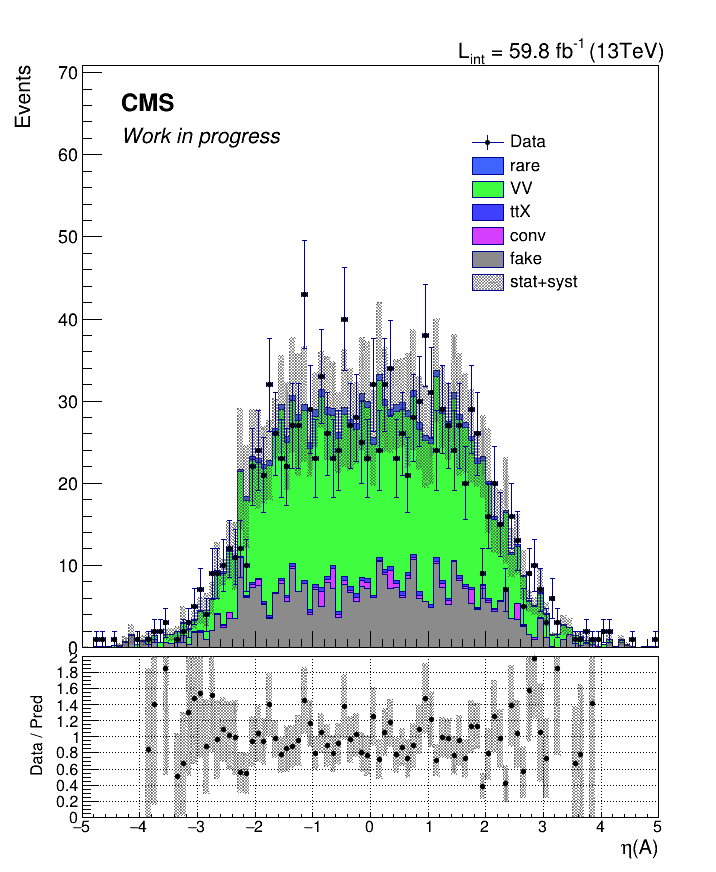 L_int = 59.8 fb^-1 (13TeV)
Events
70
60
50
40
30
20
10
0
CMS
Work in progress
Data
rare
VV
ttX
conv
fake
stat+syst
Data / Pred
2
1.8
1.6
1.4
1.2
1
0.8
0.6
0.4
0.2
0
−5 −4 −3 −2 −1 0 1 2 3 4 5
η(A)